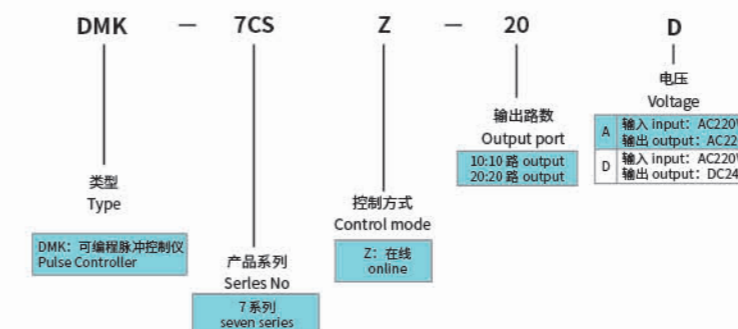 DMK — 7CS Z — 20 D
电压
Voltage
A 输入 input：AC220
输出 output：AC22
D 输入 input：AC220
输出 output：DC24
输出路数
Output port
10:10 路 output
20:20 路 output
控制方式
Control mode
Z：在线
online
类型
Type
DMK：可编程脉冲控制仪
Pulse Controller
产品系列
Serles No
7 系列
seven series